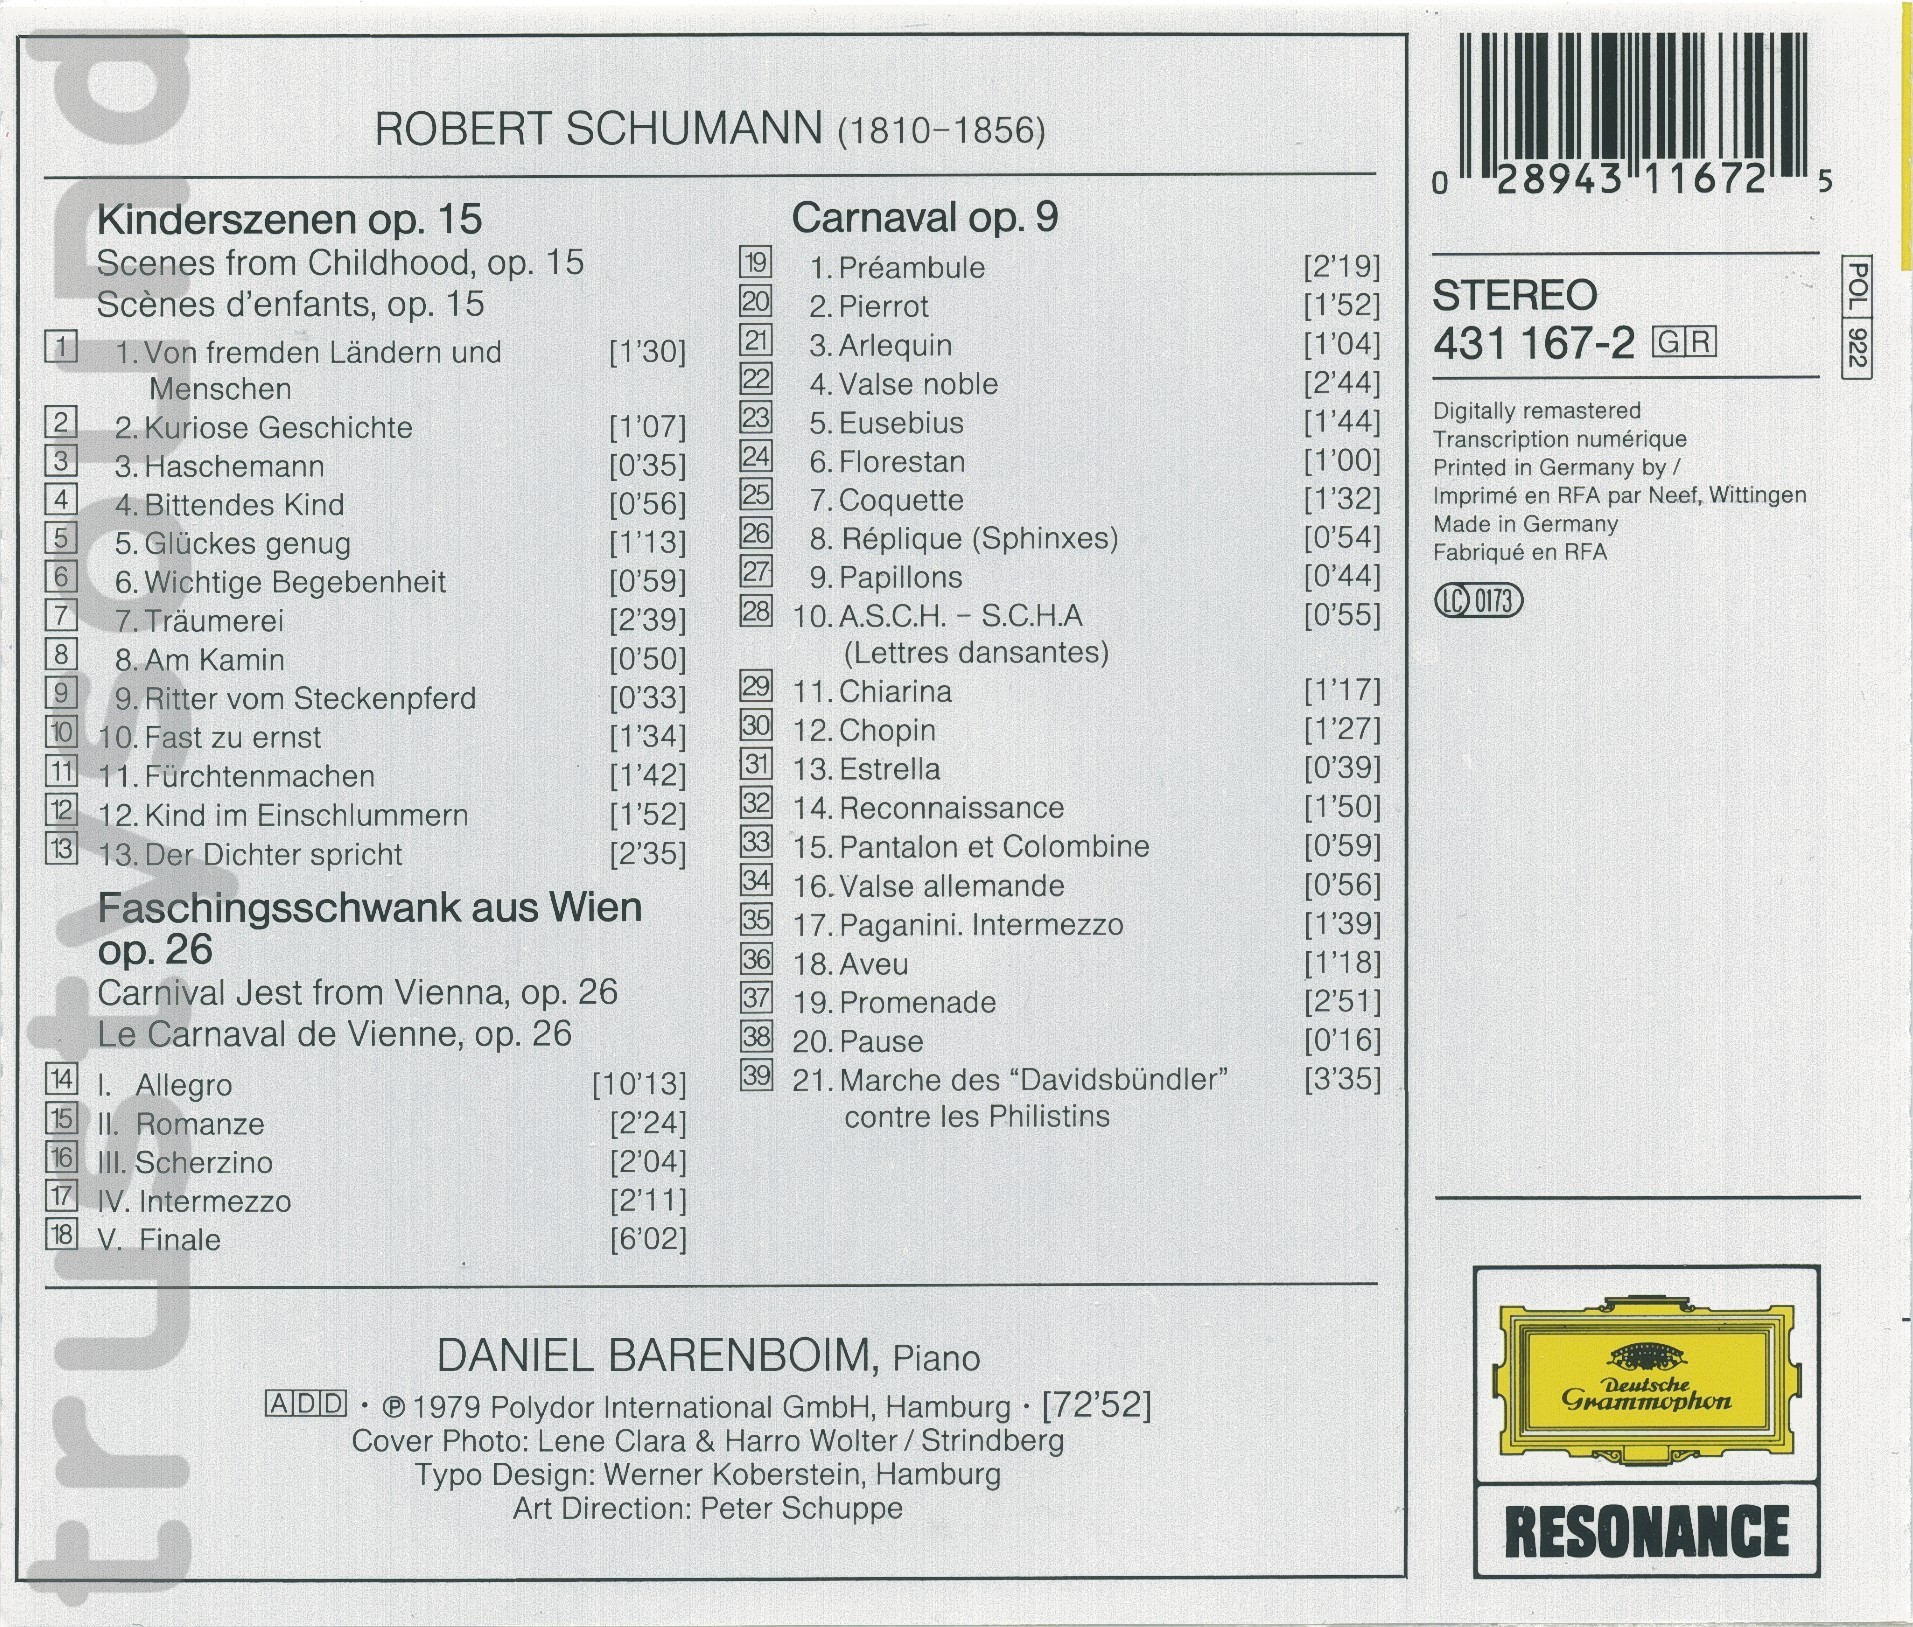 ROBERT SCHUMANN (1810–1856)
Kinderszenen op. 15
Scenes from Childhood, op. 15
Scènes d'enfants, op. 15
1 1. Von fremden Ländern und [1'30]
Menschen
2 2. Kuriose Geschichte [1'07]
3 3. Haschemann [0'35]
4 4. Bittendes Kind [0'56]
5 5. Glückes genug [1'13]
6 6. Wichtige Begebenheit [0'59]
7 7. Träumerei [2'39]
8 8. Am Kamin [0'50]
9 9. Ritter vom Steckenpferd [0'33]
10 10. Fast zu ernst [1'34]
11 11. Fürchtenmachen [1'42]
12 12. Kind im Einschlummern [1'52]
13 13. Der Dichter spricht [2'35]
Faschingsschwank aus Wien
op. 26
Carnival Jest from Vienna, op. 26
Le Carnaval de Vienne, op. 26
14 I. Allegro [10'13]
15 II. Romanze [2'24]
16 III. Scherzino [2'04]
17 IV. Intermezzo [2'11]
18 V. Finale [6'02]
Carnaval op. 9
19 1. Préambule [2'19]
20 2. Pierrot [1'52]
21 3. Arlequin [1'04]
22 4. Valse noble [2'44]
23 5. Eusebius [1'44]
24 6. Florestan [1'00]
25 7. Coquette [1'32]
26 8. Réplique (Sphinxes) [0'54]
27 9. Papillons [0'44]
28 10. A.S.C.H. – S.C.H.A [0'55]
(Lettres dansantes)
29 11. Chiarina [1'17]
30 12. Chopin [1'27]
31 13. Estrella [0'39]
32 14. Reconnaissance [1'50]
33 15. Pantalon et Colombine [0'59]
34 16. Valse allemande [0'56]
35 17. Paganini. Intermezzo [1'39]
36 18. Aveu [1'18]
37 19. Promenade [2'51]
38 20. Pause [0'16]
39 21. Marche des “Davidsbündler” [3'35]
contre les Philistins
DANIEL BARENBOIM, Piano
ADD · ℗ 1979 Polydor International GmbH, Hamburg · [72'52]
Cover Photo: Lene Clara & Harro Wolter / Strindberg
Typo Design: Werner Koberstein, Hamburg
Art Direction: Peter Schuppe
0 28943 11672 5
STEREO
431 167-2 GR
POL 922
Digitally remastered
Transcription numérique
Printed in Germany by /
Imprimé en RFA par Neef, Wittingen
Made in Germany
Fabriqué en RFA
LC 0173
Deutsche
Grammophon
RESONANCE
trustysound